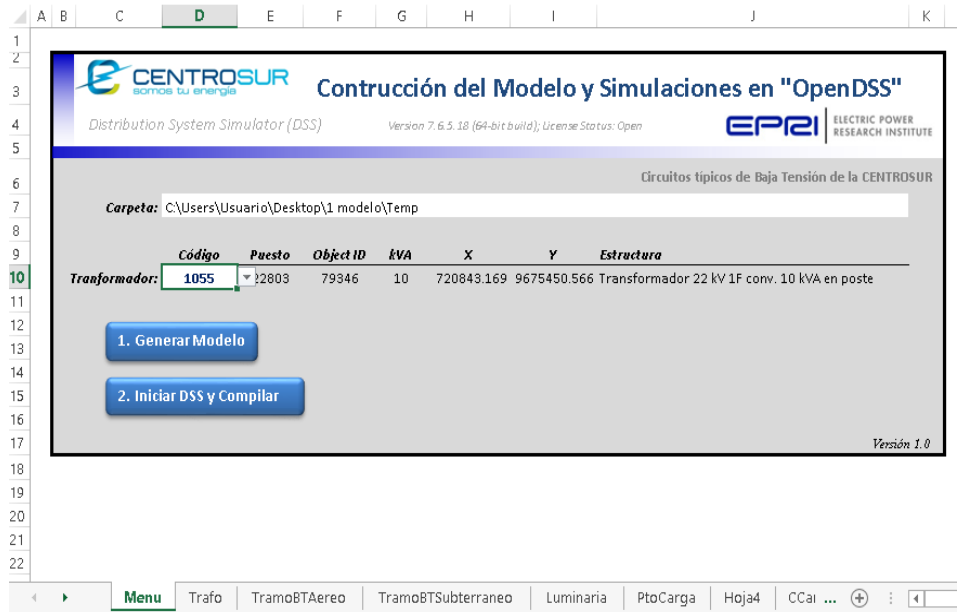 A B C D E F G H I J K
1
2
CENTROSUR
somos tu energía
3 Contrucción del Modelo y Simulaciones en "OpenDSS"
4 Distribution System Simulator (DSS) Version 7.6.5.18 (64-bit build); License Status: Open EPRI ELECTRIC POWER
RESEARCH INSTITUTE
5
6 Circuitos típicos de Baja Tensión de la CENTROSUR
7 Carpeta: C:\Users\Usuario\Desktop\1 modelo\Temp
8
9 Código Puesto Object ID kVA X Y Estructura
10 Tranformador: 1055 22803 79346 10 720843.169 9675450.566 Transformador 22 kV 1F conv. 10 kVA en poste
11
12
13 1. Generar Modelo
14
15 2. Iniciar DSS y Compilar
16
17 Versión 1.0
18
19
20
21
22
Menu Trafo TramoBTAereo TramoBTSubterraneo Luminaria PtoCarga Hoja4 CCar ...